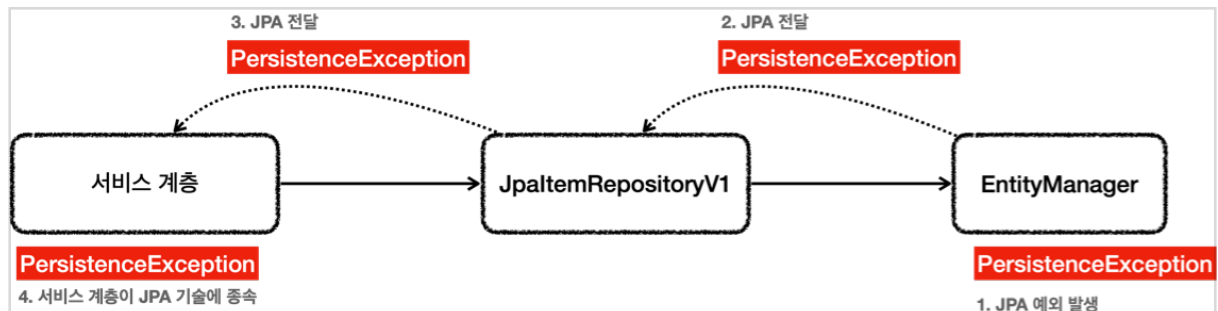 3. JPA 전달
2. JPA 전달
PersistenceException
PersistenceException
서비스 계층
JpaItemRepositoryV1
EntityManager
PersistenceException
PersistenceException
4. 서비스 계층이 JPA 기술에 종속
1. JPA 예외 발생